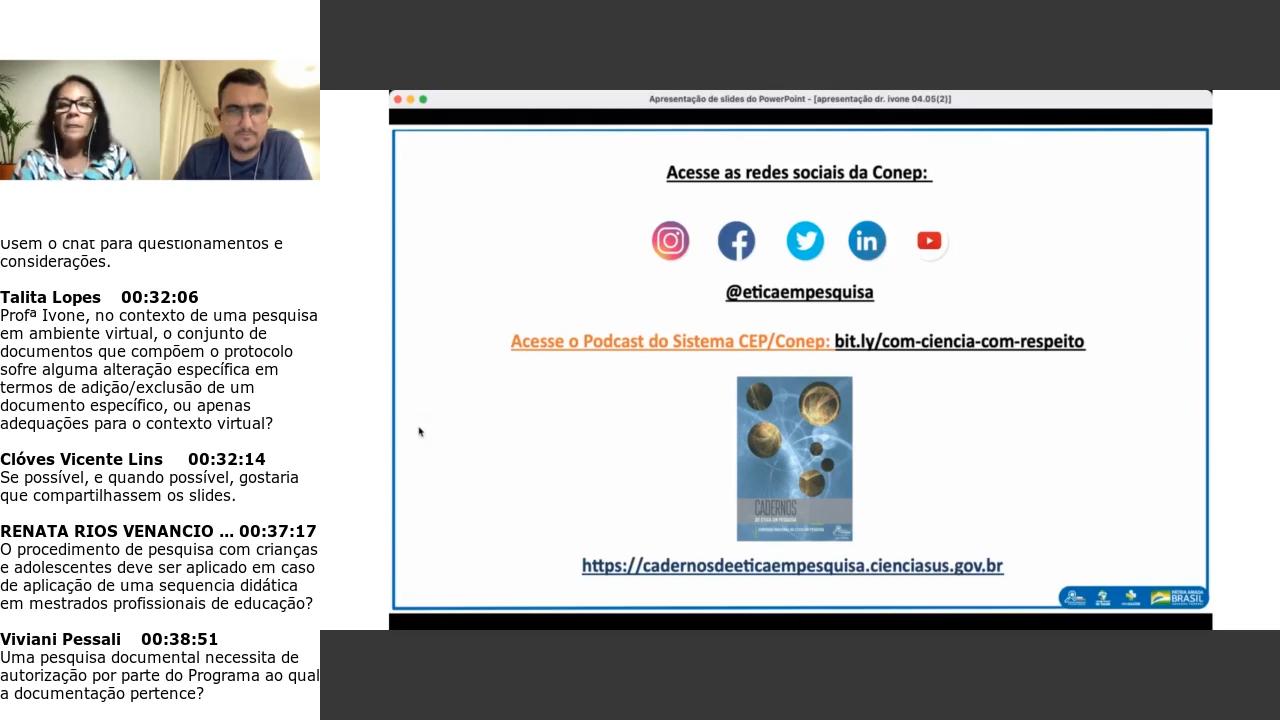 Usem o chat para questionamentos e
considerações.
Talita Lopes 00:32:06
Profª Ivone, no contexto de uma pesquisa
em ambiente virtual, o conjunto de
documentos que compõem o protocolo
sofre alguma alteração específica em
termos de adição/exclusão de um
documento específico, ou apenas
adequações para o contexto virtual?
Clóves Vicente Lins 00:32:14
Se possível, e quando possível, gostaria
que compartilhassem os slides.
RENATA RIOS VENANCIO ... 00:37:17
O procedimento de pesquisa com crianças
e adolescentes deve ser aplicado em caso
de aplicação de uma sequencia didática
em mestrados profissionais de educação?
Viviani Pessali 00:38:51
Uma pesquisa documental necessita de
autorização por parte do Programa ao qual
a documentação pertence?
Apresentação de slides do PowerPoint - [apresentação dr. ivone 04.05(2)]
Acesse as redes sociais da Conep:
@eticaempesquisa
Acesse o Podcast do Sistema CEP/Conep: bit.ly/com-ciencia-com-respeito
CADERNOS
DE ÉTICA EM PESQUISA
https://cadernosdeeticaempesquisa.cienciasus.gov.br
PÁTRIA AMADA
BRASIL